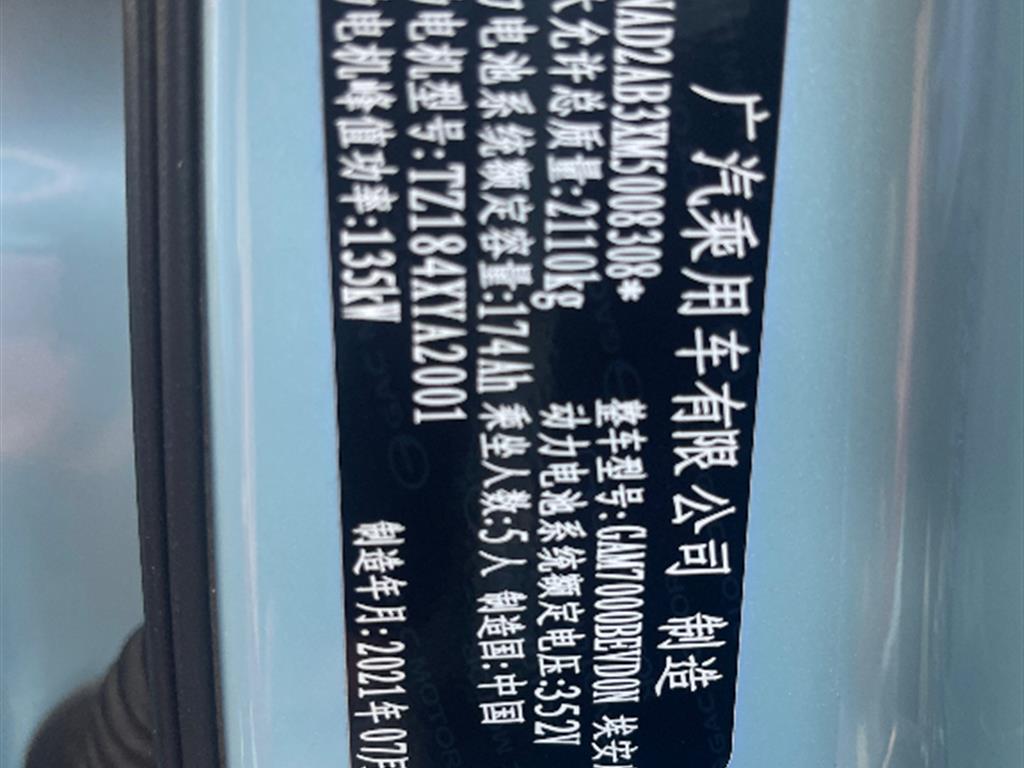 广汽乘用车有限公司 制造
AD2AB3XM5008308* 整车型号:GAM7000BEVD0N 埃安
允许总质量:2110kg 动力电池系统额定电压:352V
电池系统额定容量:174Ah 乘坐人数:5人 制造国:中国
电机型号:TZ184XYA2001
电机峰值功率:135kW 制造年月:2021年07月